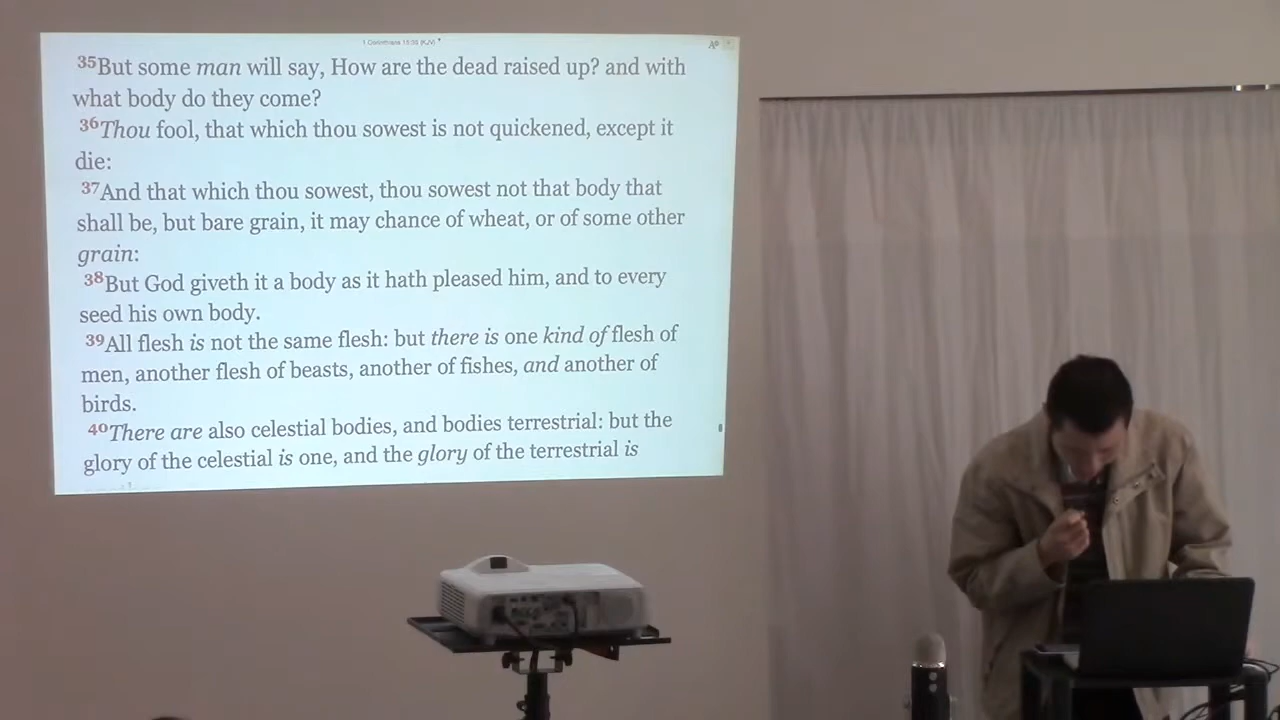 1 Corinthians 15:35 (KJV)
35But some man will say, How are the dead raised up? and with
what body do they come?
36Thou fool, that which thou sowest is not quickened, except it
die:
37And that which thou sowest, thou sowest not that body that
shall be, but bare grain, it may chance of wheat, or of some other
grain:
38But God giveth it a body as it hath pleased him, and to every
seed his own body.
39All flesh is not the same flesh: but there is one kind of flesh of
men, another flesh of beasts, another of fishes, and another of
birds.
40There are also celestial bodies, and bodies terrestrial: but the
glory of the celestial is one, and the glory of the terrestrial is